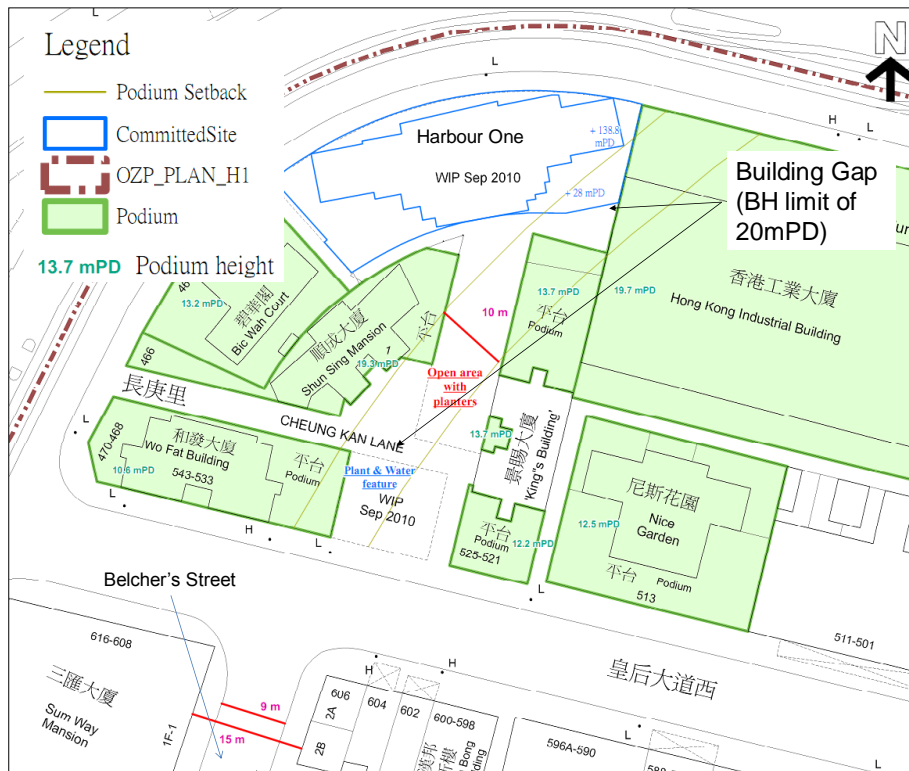 Legend
Podium Setback
CommittedSite
OZP_PLAN_H1
Podium
13.7 mPD Podium height
N
L
L
H
L
Harbour One
WIP Sep 2010
+ 138.8
mPD
+ 28 mPD
Building Gap
(BH limit of
20mPD)
13.2 mPD
碧華閣
Bic Wah Court
466
順成大廈
Shun Sing Mansion
1
19.3 mPD
平台
10 m
13.7 mPD
平台
Podium
19.7 mPD
香港工業大廈
Hong Kong Industrial Building
Open area
with
planters
長庚里
CHEUNG KAN LANE
L
470-468
和發大廈
Wo Fat Building
543-533
10.6 mPD
平台
Podium
Plant & Water
feature
WIP
Sep 2010
13.7 mPD
景賜大廈
'King"s Building'
平台
Podium
525-521
12.2 mPD
12.5 mPD
尼斯花園
Nice
Garden
平台 Podium
513
L
H
L
L
511-501
Belcher's Street
616-608
三匯大廈
Sum Way
Mansion
1F-1
9 m
15 m
H
H
606
2A
2B
604
602
600-598
漢邦
Bong
皇后大道西
596A-590
L
L